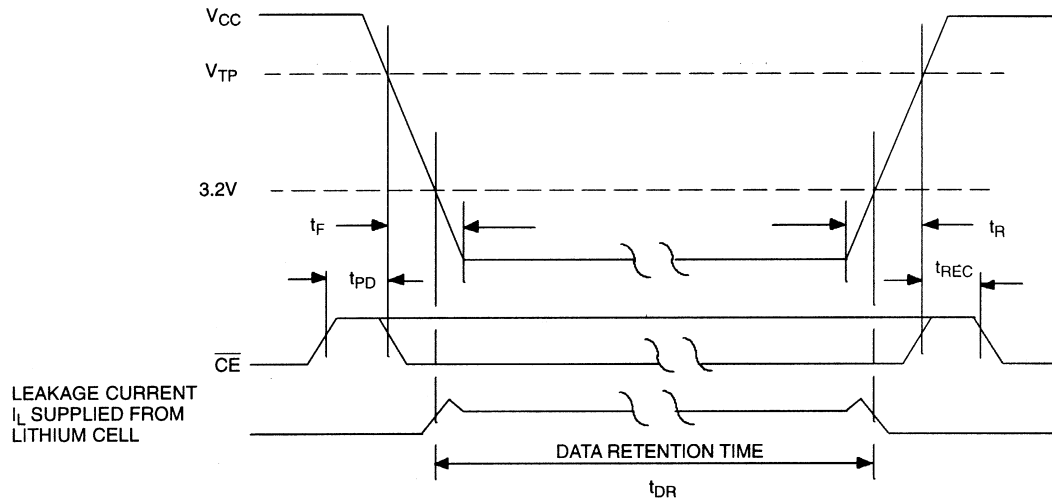 VCC
VTP
3.2V
tF
tR
tPD
tREC
CE
LEAKAGE CURRENT
IL SUPPLIED FROM
LITHIUM CELL
DATA RETENTION TIME
tDR